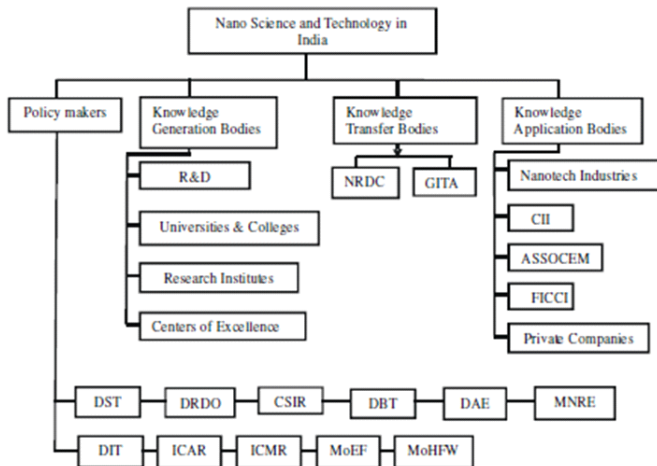 Nano Science and Technology in
India
Policy makers
Knowledge
Generation Bodies
Knowledge
Transfer Bodies
Knowledge
Application Bodies
R&D
Universities & Colleges
Research Institutes
Centers of Excellence
NRDC
GITA
Nanotech Industries
CII
ASSOCEM
FICCI
Private Companies
DST
DRDO
CSIR
DBT
DAE
MNRE
DIT
ICAR
ICMR
MoEF
MoHFW